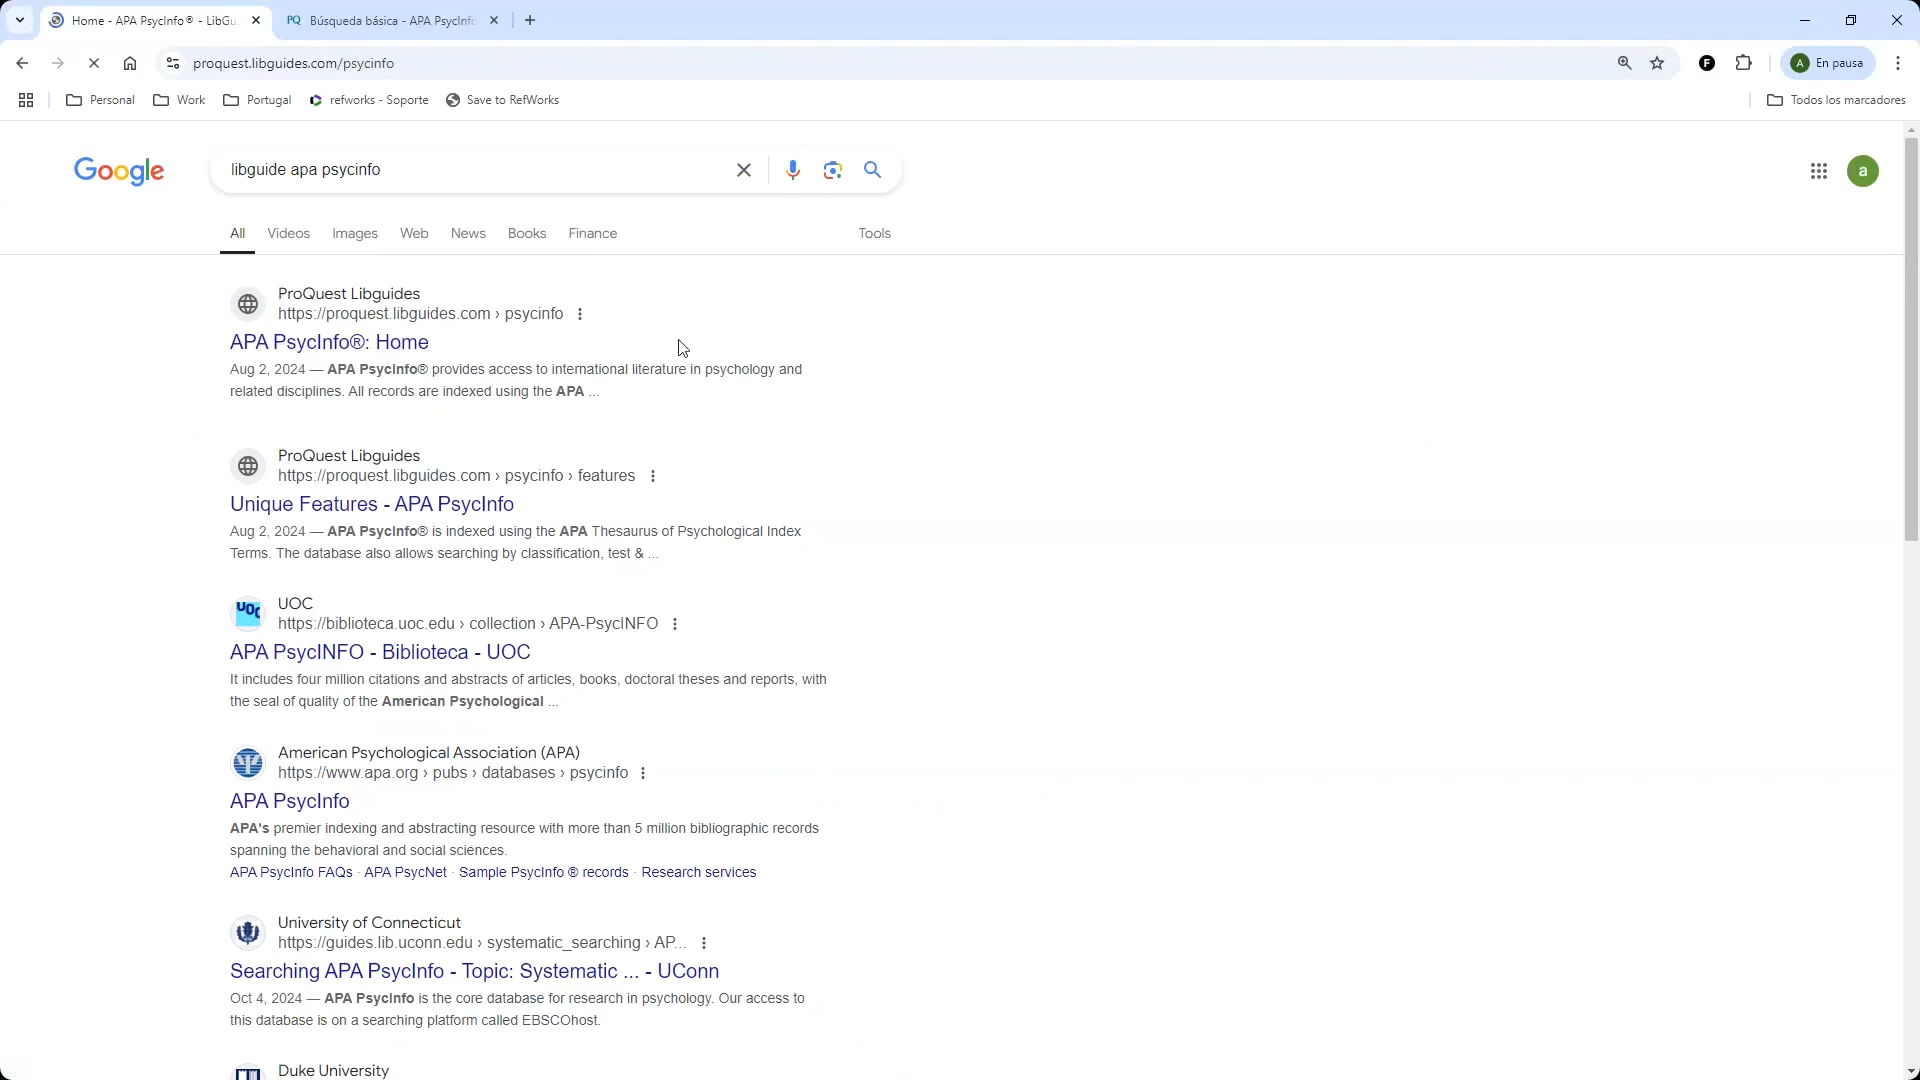 Home - APA PsycInfo® - LibGu
PQ Búsqueda básica - APA PsycInfo
proquest.libguides.com/psycinfo
F
A En pausa
Personal Work Portugal refworks - Soporte Save to RefWorks Todos los marcadores
Google
libguide apa psycinfo
a
All Videos Images Web News Books Finance Tools
ProQuest Libguides
https://proquest.libguides.com › psycinfo
APA PsycInfo®: Home
Aug 2, 2024 — APA PsycInfo® provides access to international literature in psychology and
related disciplines. All records are indexed using the APA ...
ProQuest Libguides
https://proquest.libguides.com › psycinfo › features
Unique Features - APA PsycInfo
Aug 2, 2024 — APA PsycInfo® is indexed using the APA Thesaurus of Psychological Index
Terms. The database also allows searching by classification, test & ...
UOC
UOC
https://biblioteca.uoc.edu › collection › APA-PsycINFO
APA PsycINFO - Biblioteca - UOC
It includes four million citations and abstracts of articles, books, doctoral theses and reports, with
the seal of quality of the American Psychological ...
American Psychological Association (APA)
https://www.apa.org › pubs › databases › psycinfo
APA PsycInfo
APA's premier indexing and abstracting resource with more than 5 million bibliographic records
spanning the behavioral and social sciences.
APA PsycInfo FAQs · APA PsycNet · Sample PsycInfo ® records · Research services
University of Connecticut
https://guides.lib.uconn.edu › systematic_searching › AP...
Searching APA PsycInfo - Topic: Systematic ... - UConn
Oct 4, 2024 — APA PsycInfo is the core database for research in psychology. Our access to
this database is on a searching platform called EBSCOhost.
Duke University